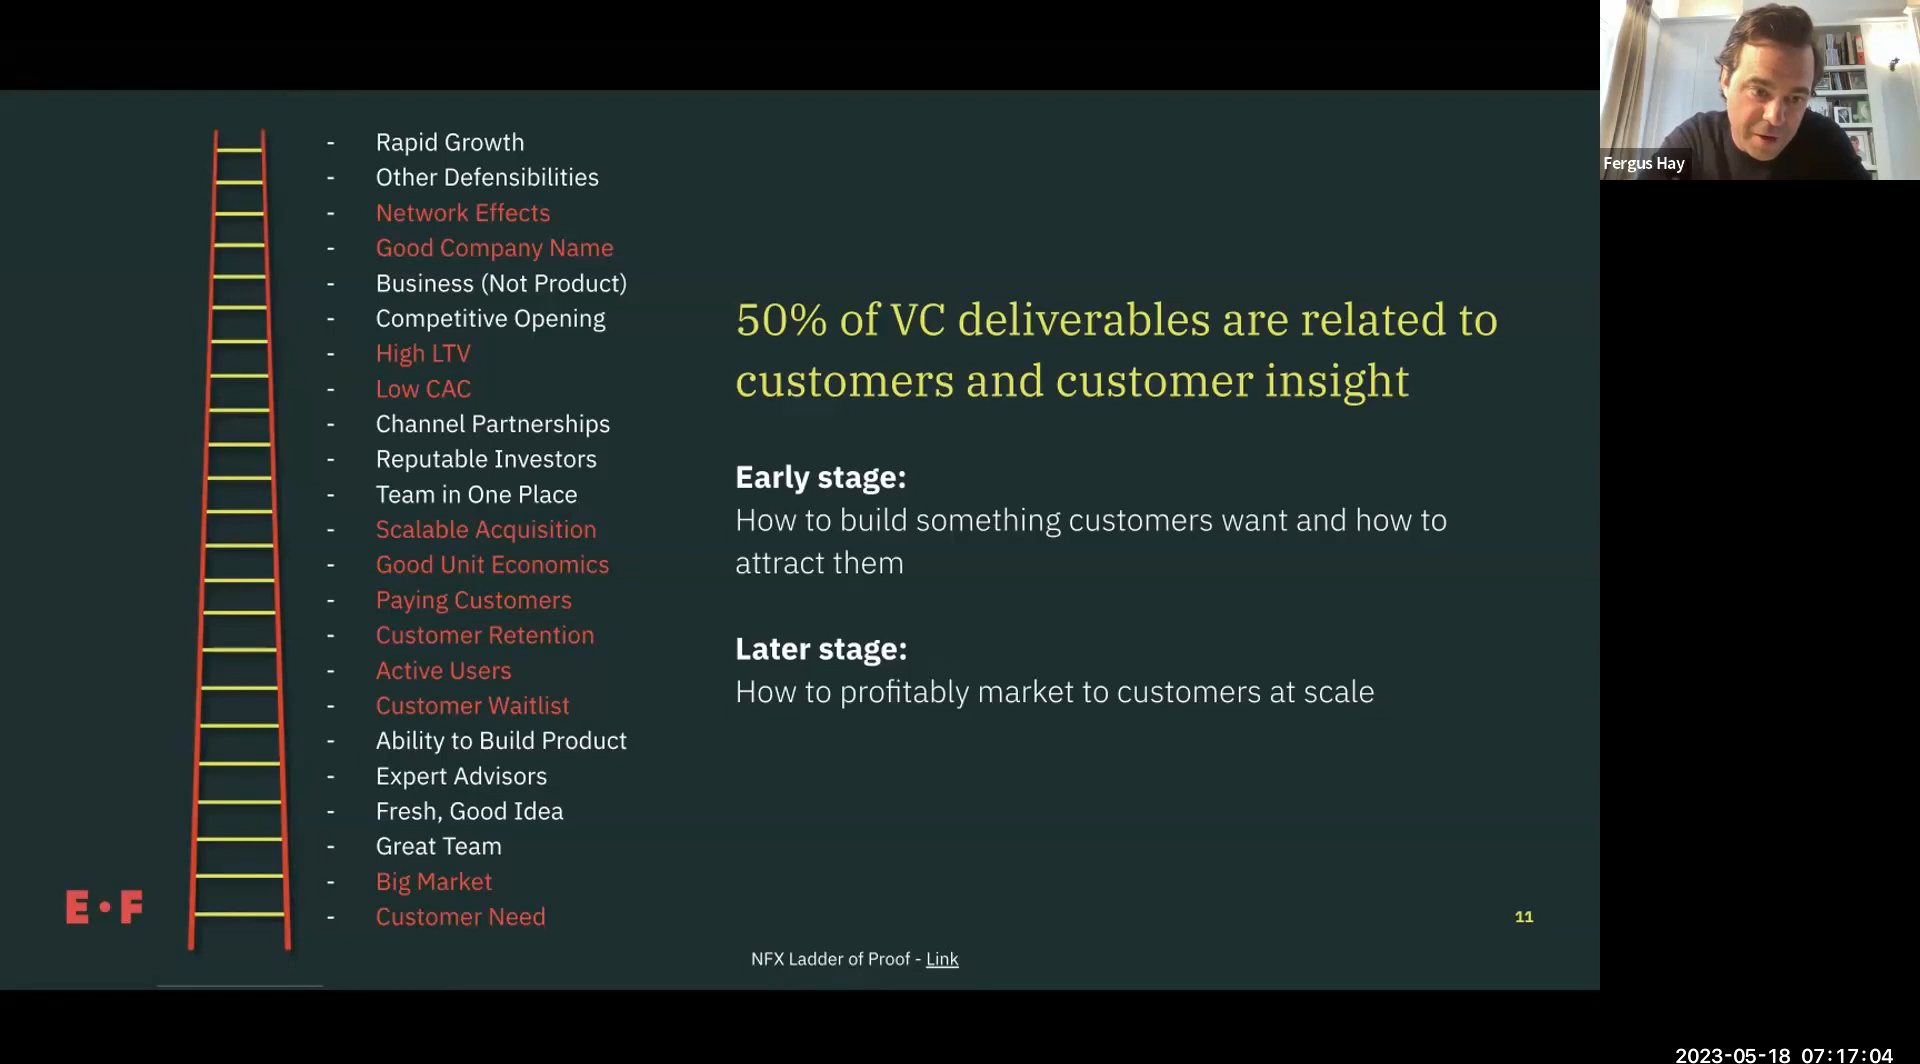 - Rapid Growth
- Other Defensibilities
- Network Effects
- Good Company Name
- Business (Not Product)
- Competitive Opening
- High LTV
- Low CAC
- Channel Partnerships
- Reputable Investors
- Team in One Place
- Scalable Acquisition
- Good Unit Economics
- Paying Customers
- Customer Retention
- Active Users
- Customer Waitlist
- Ability to Build Product
- Expert Advisors
- Fresh, Good Idea
- Great Team
- Big Market
- Customer Need
50% of VC deliverables are related to
customers and customer insight
Early stage:
How to build something customers want and how to
attract them
Later stage:
How to profitably market to customers at scale
E•F
11
NFX Ladder of Proof - Link
Fergus Hay
2023-05-18 07:17:04